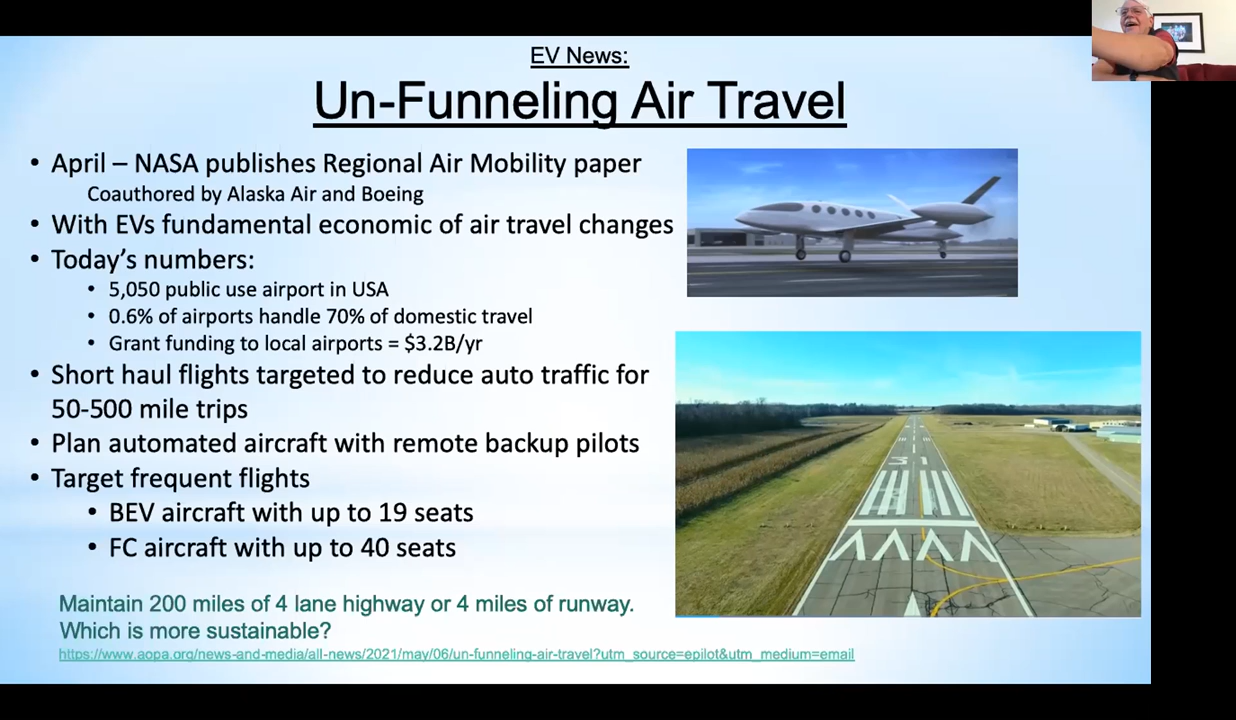 EV News:
Un-Funneling Air Travel
• April – NASA publishes Regional Air Mobility paper
Coauthored by Alaska Air and Boeing
• With EVs fundamental economic of air travel changes
• Today's numbers:
• 5,050 public use airport in USA
• 0.6% of airports handle 70% of domestic travel
• Grant funding to local airports = $3.2B/yr
• Short haul flights targeted to reduce auto traffic for
50-500 mile trips
• Plan automated aircraft with remote backup pilots
• Target frequent flights
• BEV aircraft with up to 19 seats
• FC aircraft with up to 40 seats
31
Maintain 200 miles of 4 lane highway or 4 miles of runway.
Which is more sustainable?
https://www.aopa.org/news-and-media/all-news/2021/may/06/un-funneling-air-travel?utm_source=epilot&utm_medium=email